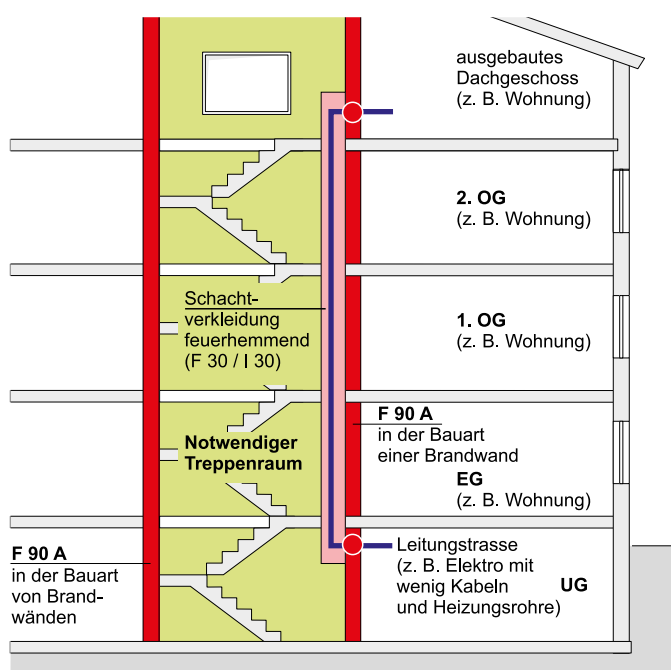 ausgebautes
Dachgeschoss
(z. B. Wohnung)
2. OG
(z. B. Wohnung)
Schacht-
verkleidung
feuerhemmend
(F 30 / I 30)
1. OG
(z. B. Wohnung)
F 90 A
in der Bauart
einer Brandwand
Notwendiger
Treppenraum
EG
(z. B. Wohnung)
F 90 A
in der Bauart
von Brand-
wänden
Leitungstrasse
(z. B. Elektro mit
wenig Kabeln
und Heizungsrohre)
UG